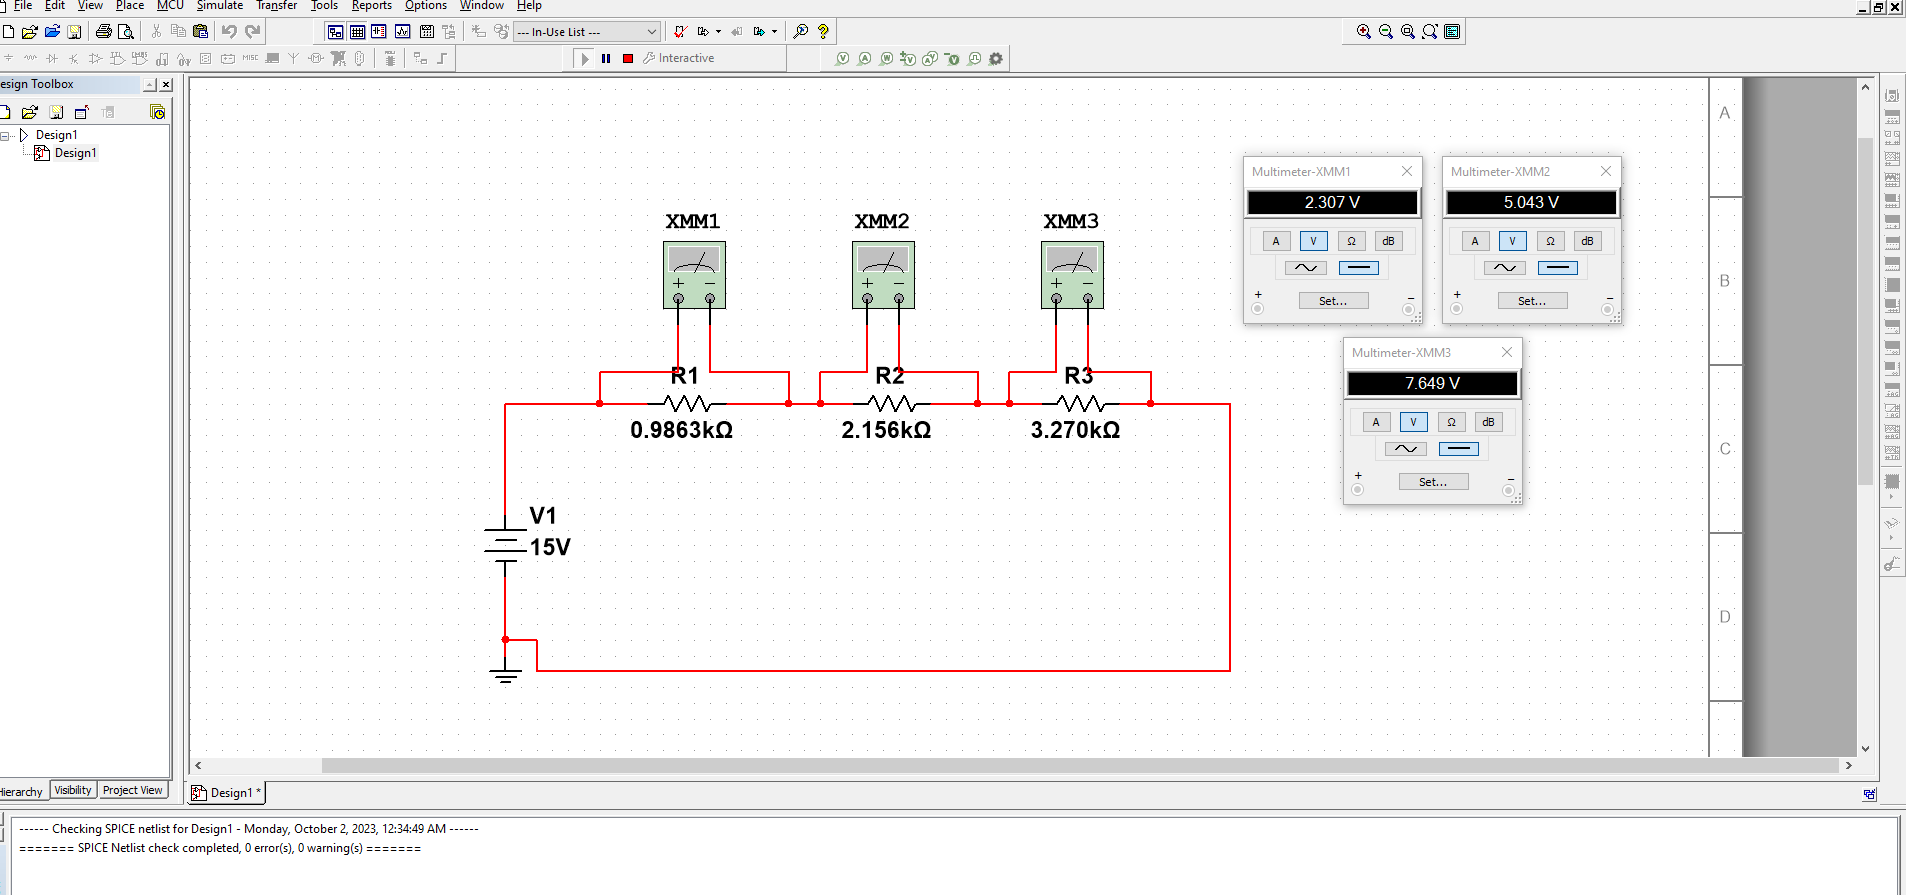 File Edit View Place MCU Simulate Transfer Tools Reports Options Window Help
--- In-Use List ---
MISC
Interactive
esign Toolbox
Design1
Design1
A
B
C
D
XMM1
XMM2
XMM3
R1
R2
R3
0.9863kΩ
2.156kΩ
3.270kΩ
V1
15V
Multimeter-XMM1
2.307 V
A V Ω dB
Set...
+ −
Multimeter-XMM2
5.043 V
A V Ω dB
Set...
+ −
Multimeter-XMM3
7.649 V
A V Ω dB
Set...
+ −
Hierarchy Visibility Project View
Design1 *
------ Checking SPICE netlist for Design1 - Monday, October 2, 2023, 12:34:49 AM ------
======= SPICE Netlist check completed, 0 error(s), 0 warning(s) =======